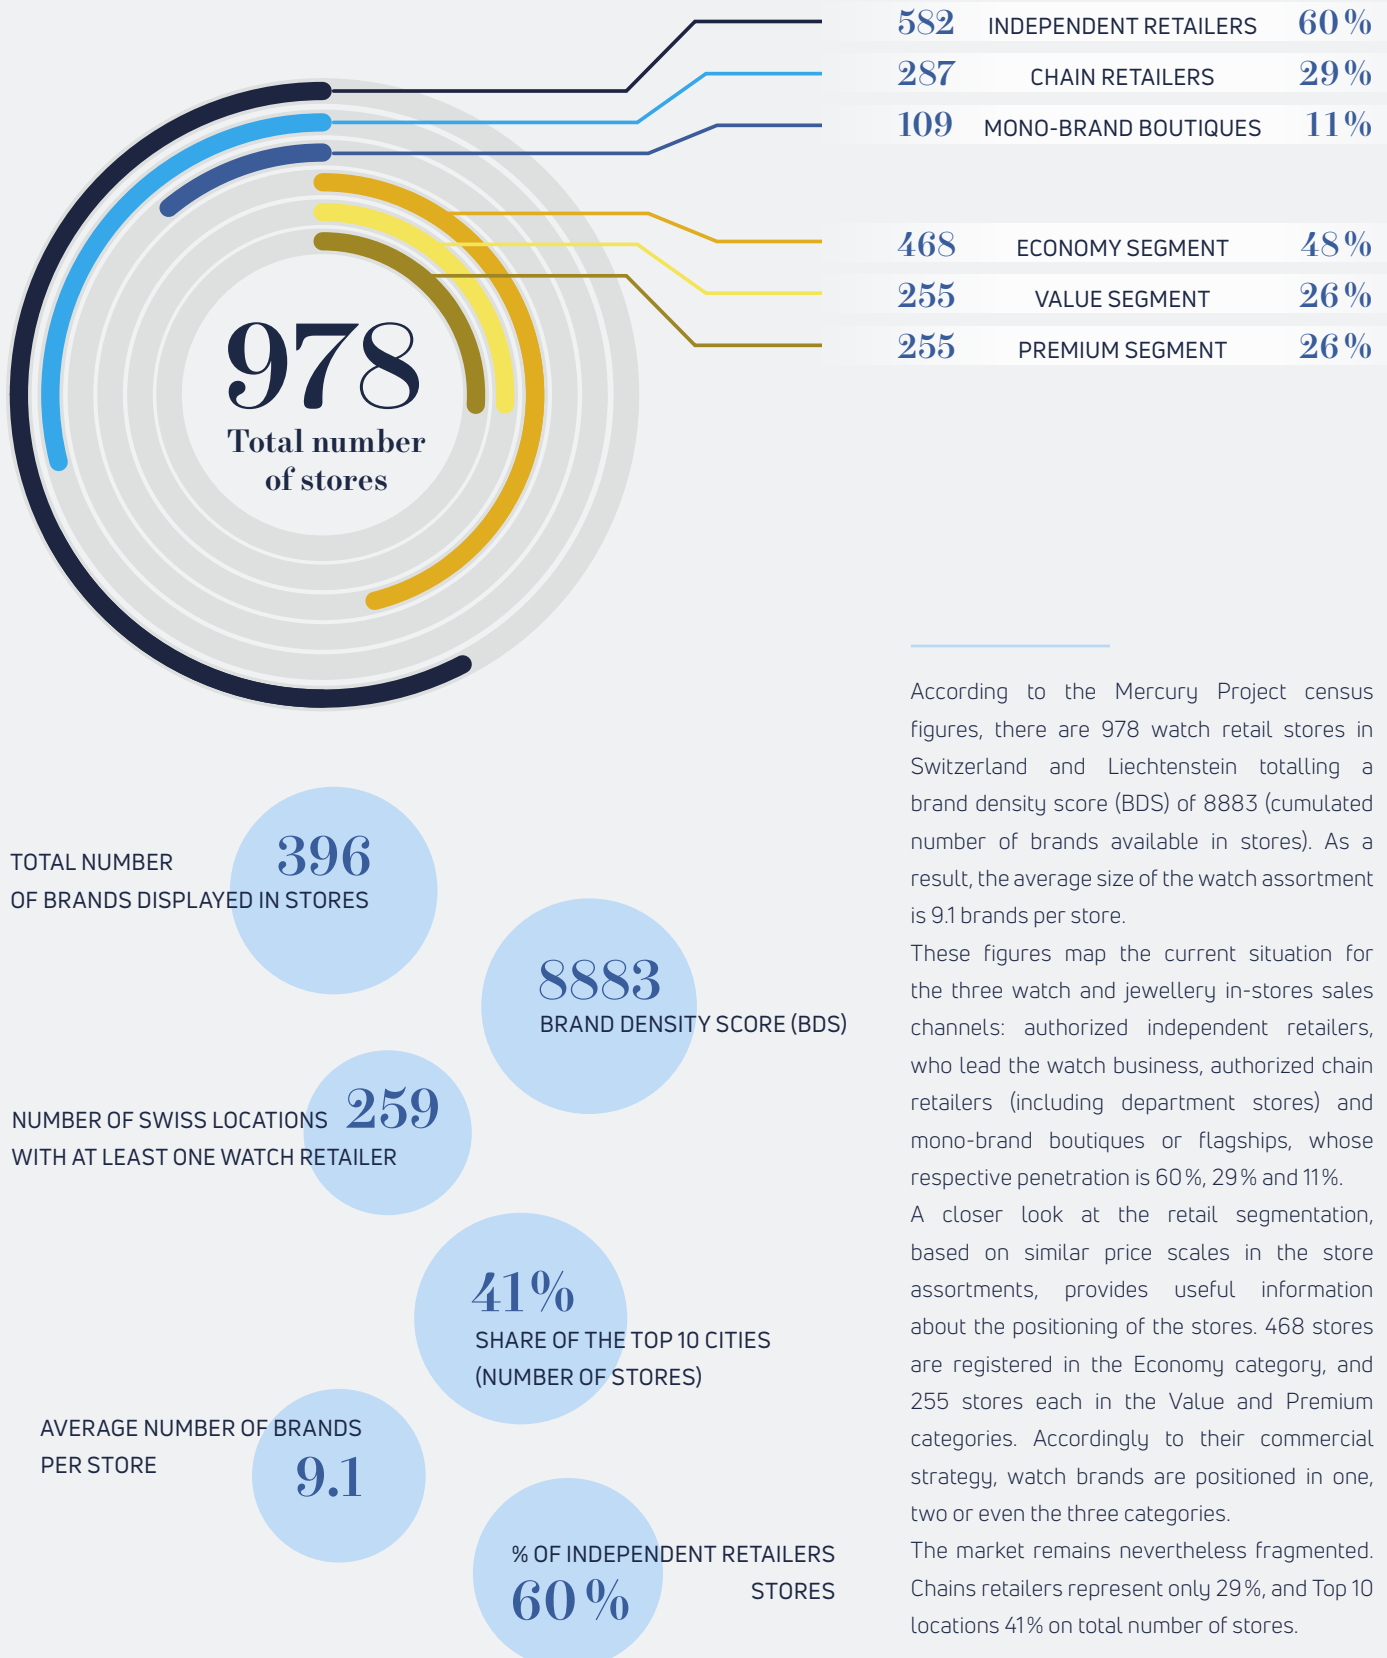 582 INDEPENDENT RETAILERS 60 %
287 CHAIN RETAILERS 29 %
109 MONO-BRAND BOUTIQUES 11 %
468 ECONOMY SEGMENT 48 %
255 VALUE SEGMENT 26 %
255 PREMIUM SEGMENT 26 %
978
Total number
of stores
396
TOTAL NUMBER
OF BRANDS DISPLAYED IN STORES
8883
BRAND DENSITY SCORE (BDS)
NUMBER OF SWISS LOCATIONS 259
WITH AT LEAST ONE WATCH RETAILER
41 %
SHARE OF THE TOP 10 CITIES
(NUMBER OF STORES)
AVERAGE NUMBER OF BRANDS
PER STORE
9.1
% OF INDEPENDENT RETAILERS
STORES
60 %
According to the Mercury Project census
figures, there are 978 watch retail stores in
Switzerland and Liechtenstein totalling a
brand density score (BDS) of 8883 (cumulated
number of brands available in stores). As a
result, the average size of the watch assortment
is 9.1 brands per store.
These figures map the current situation for
the three watch and jewellery in-stores sales
channels: authorized independent retailers,
who lead the watch business, authorized chain
retailers (including department stores) and
mono-brand boutiques or flagships, whose
respective penetration is 60 %, 29 % and 11 %.
A closer look at the retail segmentation,
based on similar price scales in the store
assortments, provides useful information
about the positioning of the stores. 468 stores
are registered in the Economy category, and
255 stores each in the Value and Premium
categories. Accordingly to their commercial
strategy, watch brands are positioned in one,
two or even the three categories.
The market remains nevertheless fragmented.
Chains retailers represent only 29 %, and Top 10
locations 41 % on total number of stores.